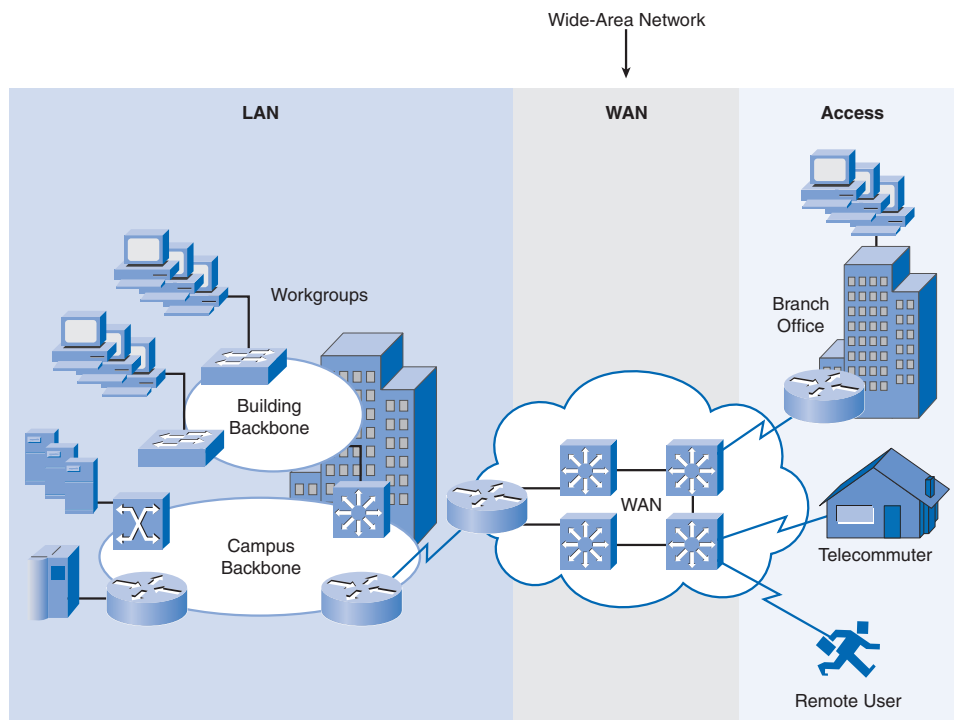 Wide-Area Network
LAN
WAN
Access
Workgroups
Branch
Office
Building
Backbone
WAN
Campus
Backbone
Telecommuter
Remote User